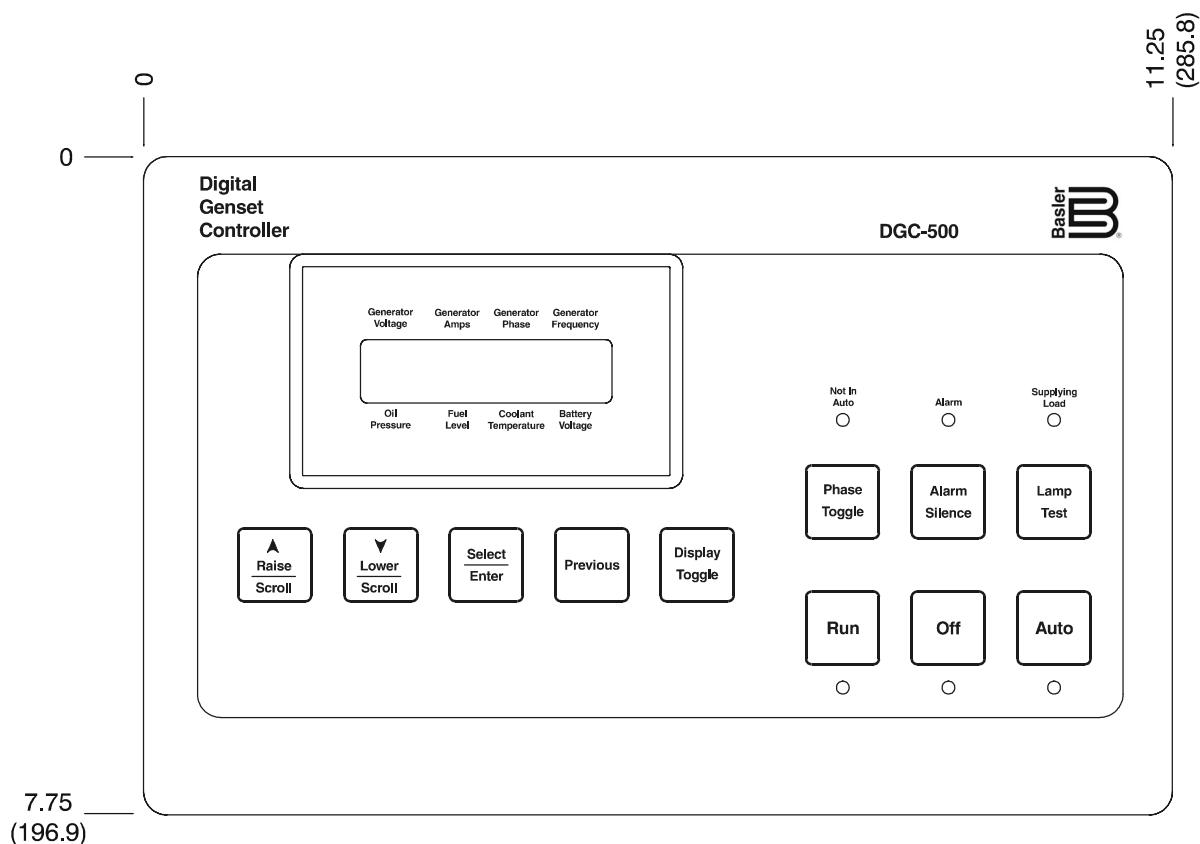 11.25
(285.8)
0
0
Digital
Genset
Controller
DGC-500
Basler
B
®
Generator
Voltage
Generator
Amps
Generator
Phase
Generator
Frequency
Oil
Pressure
Fuel
Level
Coolant
Temperature
Battery
Voltage
Not In
Auto
Alarm
Supplying
Load
Phase
Toggle
Alarm
Silence
Lamp
Test
Raise
Scroll
Lower
Scroll
Select
Enter
Previous
Display
Toggle
Run
Off
Auto
7.75
(196.9)